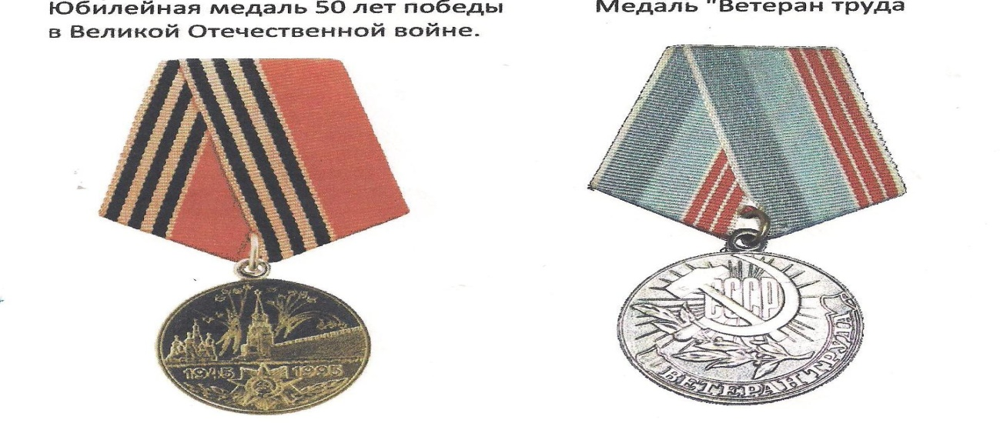 Юбилейная медаль 50 лет победы
в Великой Отечественной войне.
Медаль "Ветеран труда
1945 1995
СССР
ВЕТЕРАН ТРУДА